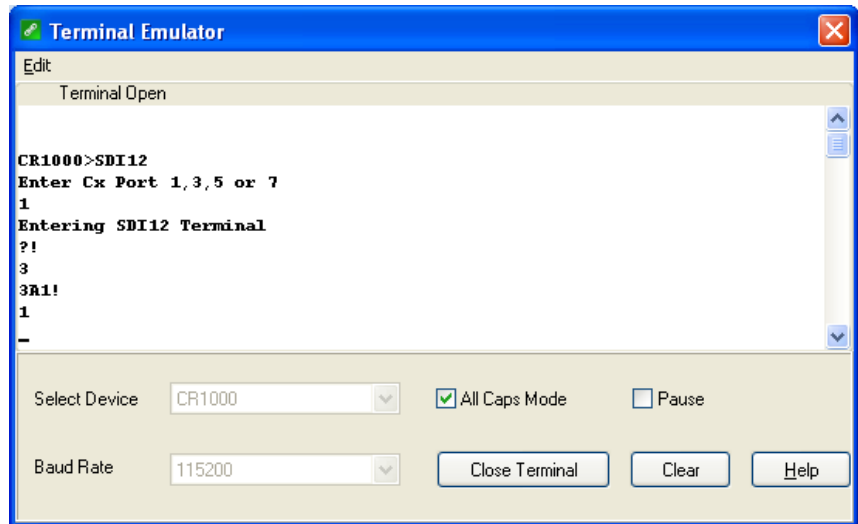 Terminal Emulator
Edit
Terminal Open
CR1000>SDI12
Enter Cx Port 1,3,5 or 7
1
Entering SDI12 Terminal
?!
3
3A1!
1
Select Device CR1000 All Caps Mode Pause
Baud Rate 115200 Close Terminal Clear Help